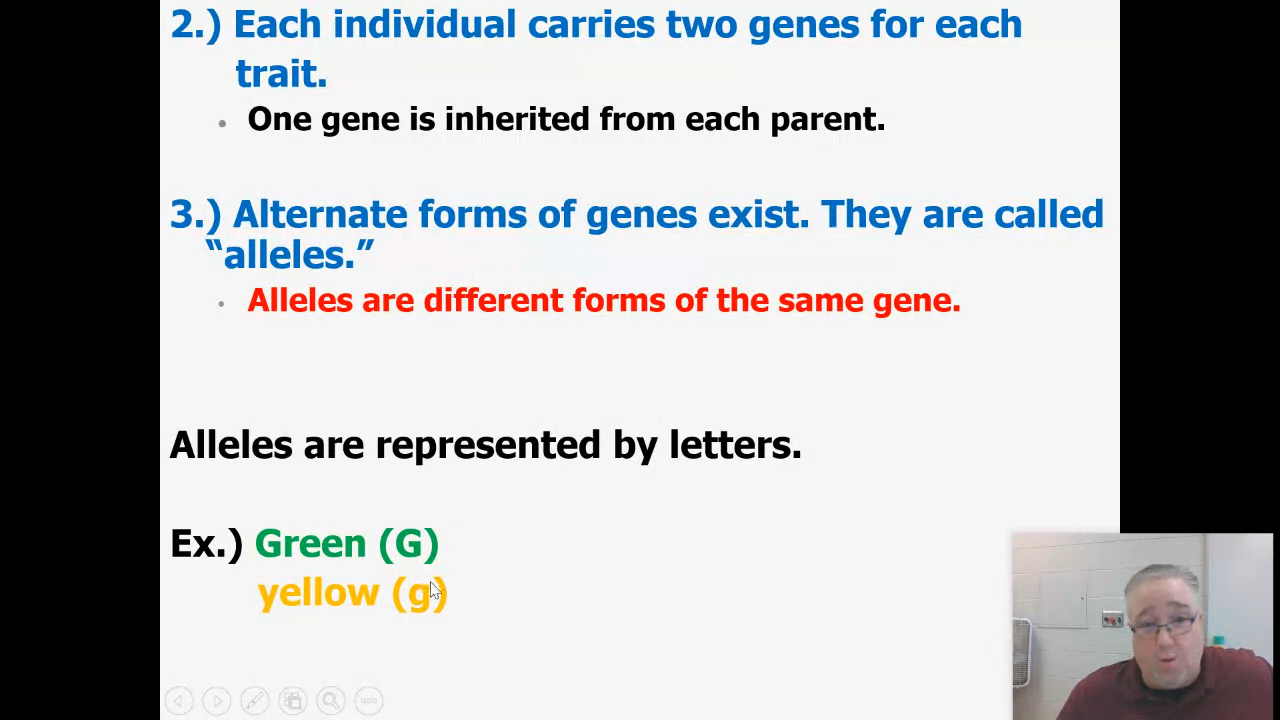 2.) Each individual carries two genes for each
trait.
• One gene is inherited from each parent.
3.) Alternate forms of genes exist. They are called
“alleles.”
• Alleles are different forms of the same gene.
Alleles are represented by letters.
Ex.) Green (G)
yellow (g)